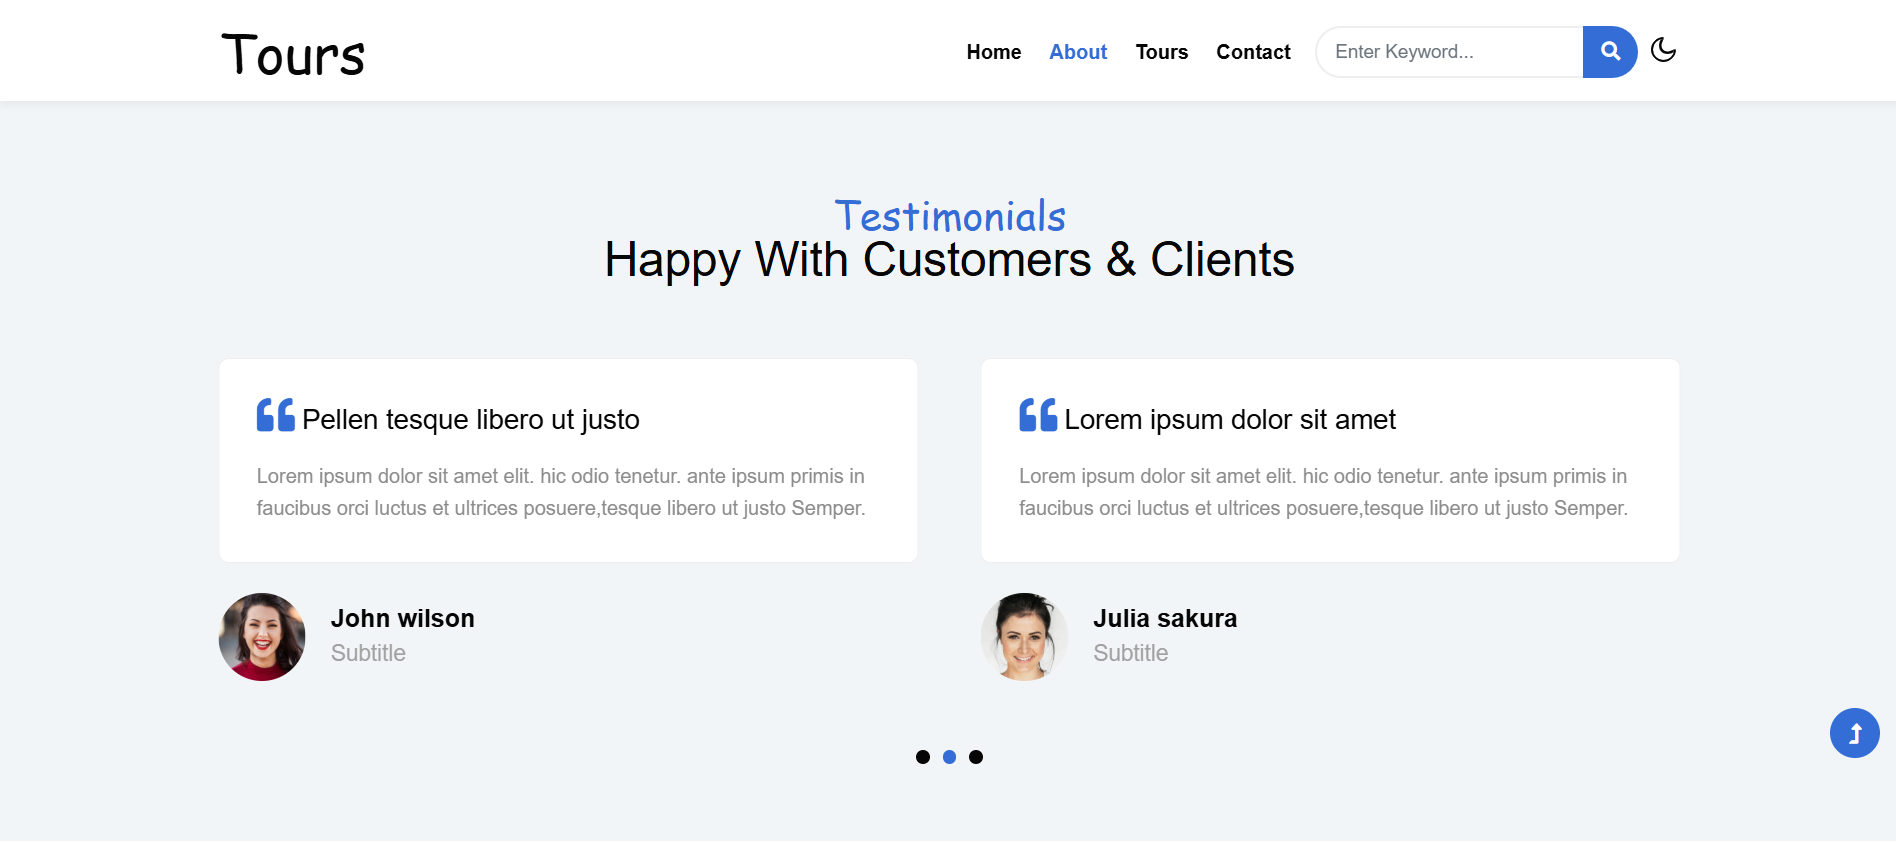 Tours
Home About Tours Contact Enter Keyword...
Testimonials
Happy With Customers & Clients
Pellen tesque libero ut justo
Lorem ipsum dolor sit amet elit. hic odio tenetur. ante ipsum primis in
faucibus orci luctus et ultrices posuere,tesque libero ut justo Semper.
John wilson
Subtitle
Lorem ipsum dolor sit amet
Lorem ipsum dolor sit amet elit. hic odio tenetur. ante ipsum primis in
faucibus orci luctus et ultrices posuere,tesque libero ut justo Semper.
Julia sakura
Subtitle